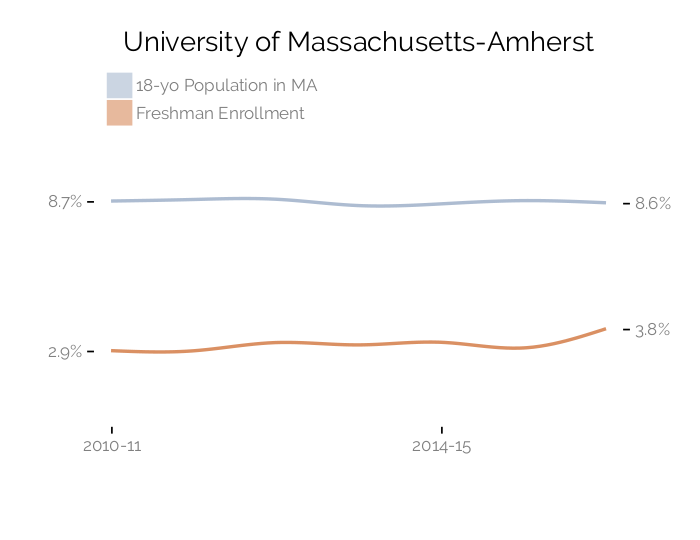 University of Massachusetts-Amherst
18-yo Population in MA
Freshman Enrollment
8.7%
8.6%
2.9%
3.8%
2010-11
2014-15